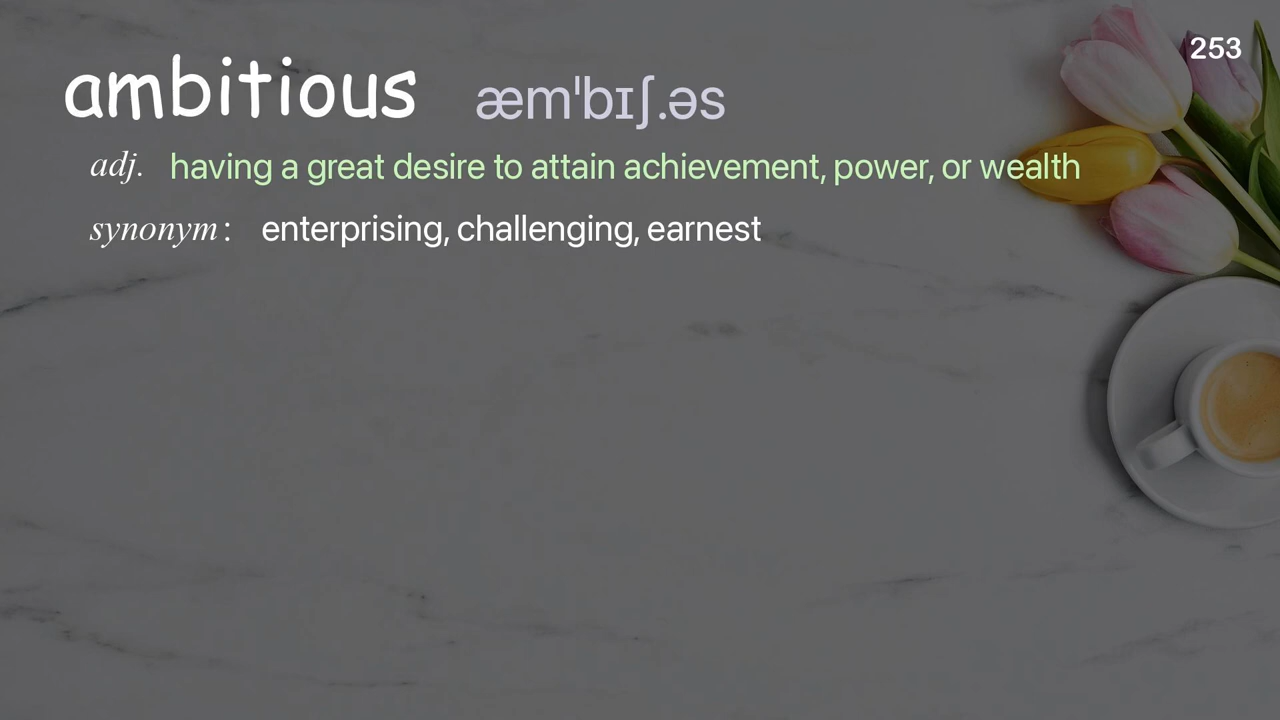 253
ambitious æmˈbɪʃ.əs
adj. having a great desire to attain achievement, power, or wealth
synonym : enterprising, challenging, earnest